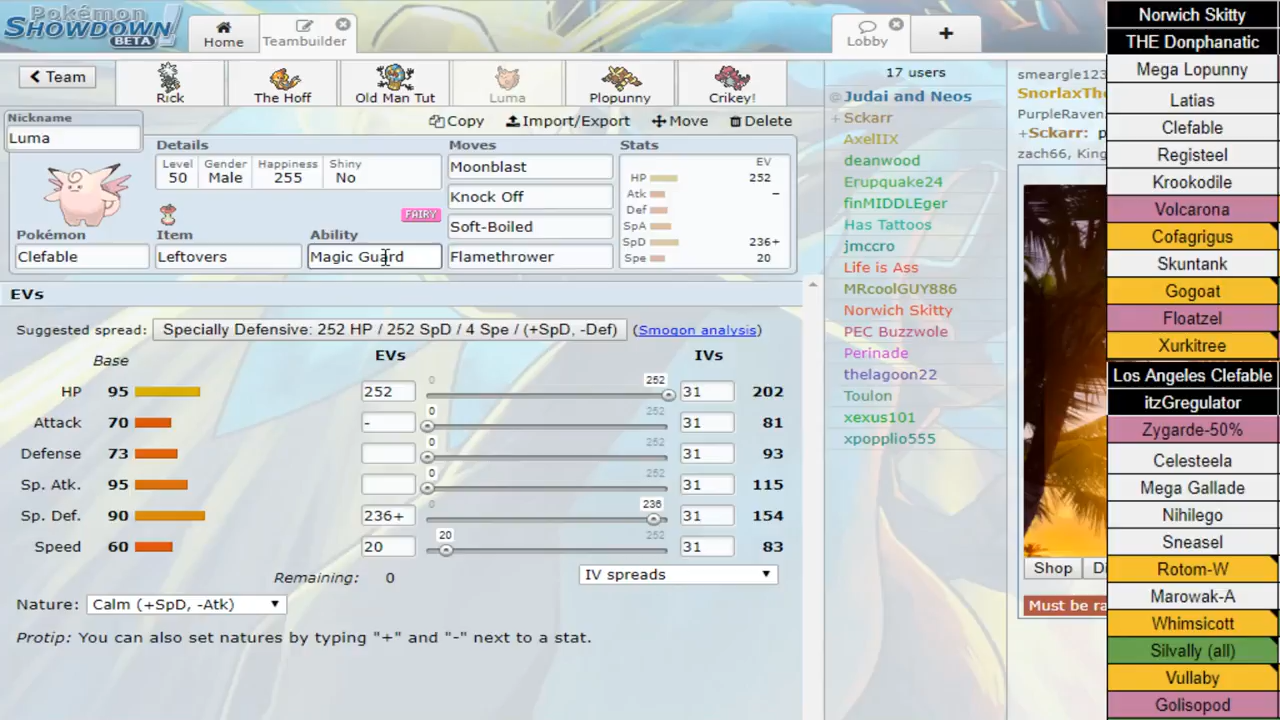 Pokémon
SHOWDOWN!
BETA
Home
Teambuilder
Lobby
Team
Rick
The Hoff
Old Man Tut
Luma
Plopunny
Crikey!
Copy
Import/Export
Move
Delete
Nickname
Luma
Details
Level
50
Gender
Male
Happiness
255
Shiny
No
FAIRY
Pokémon
Clefable
Item
Leftovers
Ability
Magic Guard
Moves
Moonblast
Knock Off
Soft-Boiled
Flamethrower
Stats
EV
HP 252
Atk –
Def
SpA
SpD 236+
Spe 20
EVs
Suggested spread: Specially Defensive: 252 HP / 252 SpD / 4 Spe / (+SpD, -Def) (Smogon analysis)
Base EVs IVs
HP 95 252 0 252 31 202
Attack 70 - 0 252 31 81
Defense 73 0 252 31 93
Sp. Atk. 95 0 252 31 115
Sp. Def. 90 236+ 0 236 31 154
Speed 60 20 20 252 31 83
Remaining: 0
IV spreads
Nature: Calm (+SpD, -Atk)
Protip: You can also set natures by typing "+" and "-" next to a stat.
17 users
@Judai and Neos
+Sckarr
AxelIIX
deanwood
Erupquake24
finMIDDLEger
Has Tattoos
jmccro
Life is Ass
MRcoolGUY886
Norwich Skitty
PEC Buzzwole
Perinade
thelagoon22
Toulon
xexus101
xpopplio555
smeargle123
SnorlaxThe
PurpleRaven
+Sckarr: p
zach66, King
Shop
Di
Must be ra
Norwich Skitty
THE Donphanatic
Mega Lopunny
Latias
Clefable
Registeel
Krookodile
Volcarona
Cofagrigus
Skuntank
Gogoat
Floatzel
Xurkitree
Los Angeles Clefable
itzGregulator
Zygarde-50%
Celesteela
Mega Gallade
Nihilego
Sneasel
Rotom-W
Marowak-A
Whimsicott
Silvally (all)
Vullaby
Golisopod